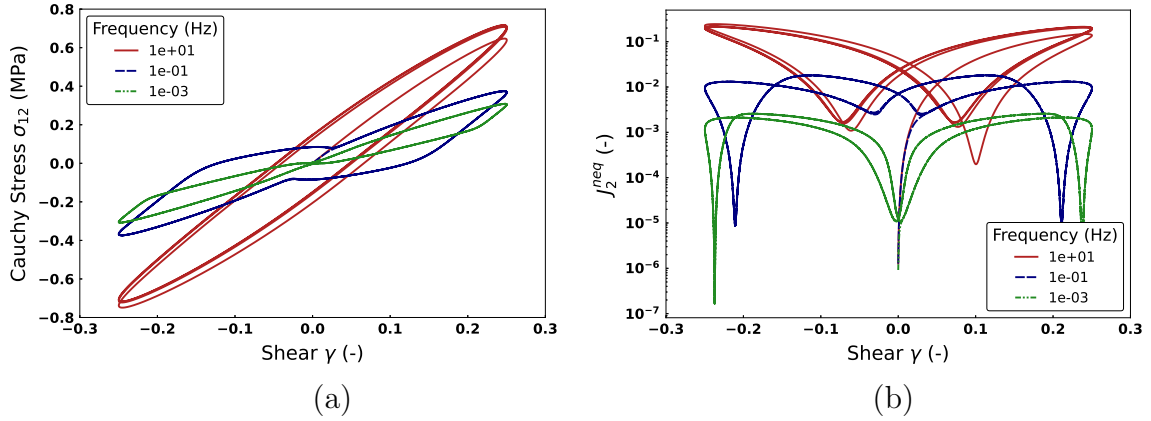 Frequency (Hz)
1e+01
1e-01
1e-03
0.8
0.6
0.4
0.2
0.0
−0.2
−0.4
−0.6
−0.8
Cauchy Stress σ12 (MPa)
−0.3
−0.2
−0.1
0.0
0.1
0.2
0.3
Shear γ (-)
(a)
10−1
10−2
10−3
10−4
10−5
10−6
10−7
J2neq (-)
Frequency (Hz)
1e+01
1e-01
1e-03
−0.3
−0.2
−0.1
0.0
0.1
0.2
0.3
Shear γ (-)
(b)